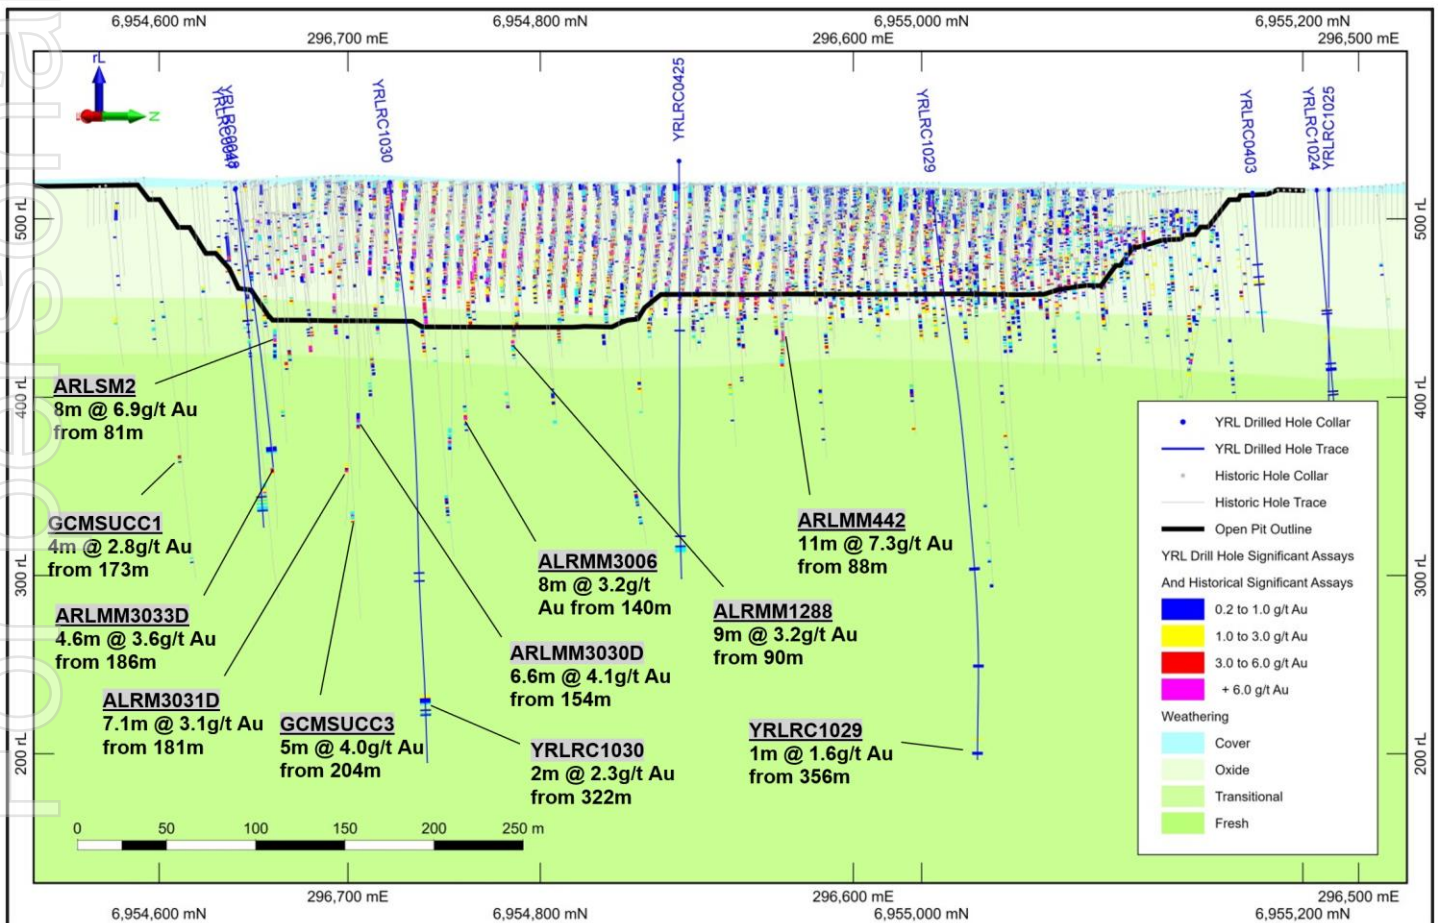 6,954,600 mN
6,954,800 mN
6,955,000 mN
6,955,200 mN
296,700 mE
296,600 mE
296,500 mE
rL
N
YRLRC1030
YRLRC0425
YRLRC1029
YRLRC0403
YRLRC1024
YRLRC1025
500 rL
400 rL
300 rL
200 rL
500 rL
400 rL
300 rL
200 rL
ARLSM2
8m @ 6.9g/t Au
from 81m
GCMSUCC1
4m @ 2.8g/t Au
from 173m
ARLMM3033D
4.6m @ 3.6g/t Au
from 186m
ALRM3031D
7.1m @ 3.1g/t Au
from 181m
GCMSUCC3
5m @ 4.0g/t Au
from 204m
ALRMM3006
8m @ 3.2g/t
Au from 140m
ARLMM3030D
6.6m @ 4.1g/t Au
from 154m
YRLRC1030
2m @ 2.3g/t Au
from 322m
ALRMM1288
9m @ 3.2g/t Au
from 90m
ARLMM442
11m @ 7.3g/t Au
from 88m
YRLRC1029
1m @ 1.6g/t Au
from 356m
YRL Drilled Hole Collar
YRL Drilled Hole Trace
Historic Hole Collar
Historic Hole Trace
Open Pit Outline
YRL Drill Hole Significant Assays
And Historical Significant Assays
0.2 to 1.0 g/t Au
1.0 to 3.0 g/t Au
3.0 to 6.0 g/t Au
+ 6.0 g/t Au
Weathering
Cover
Oxide
Transitional
Fresh
0 50 100 150 200 250 m
296,700 mE
296,600 mE
296,500 mE
6,954,600 mN
6,954,800 mN
6,955,000 mN
6,955,200 mN